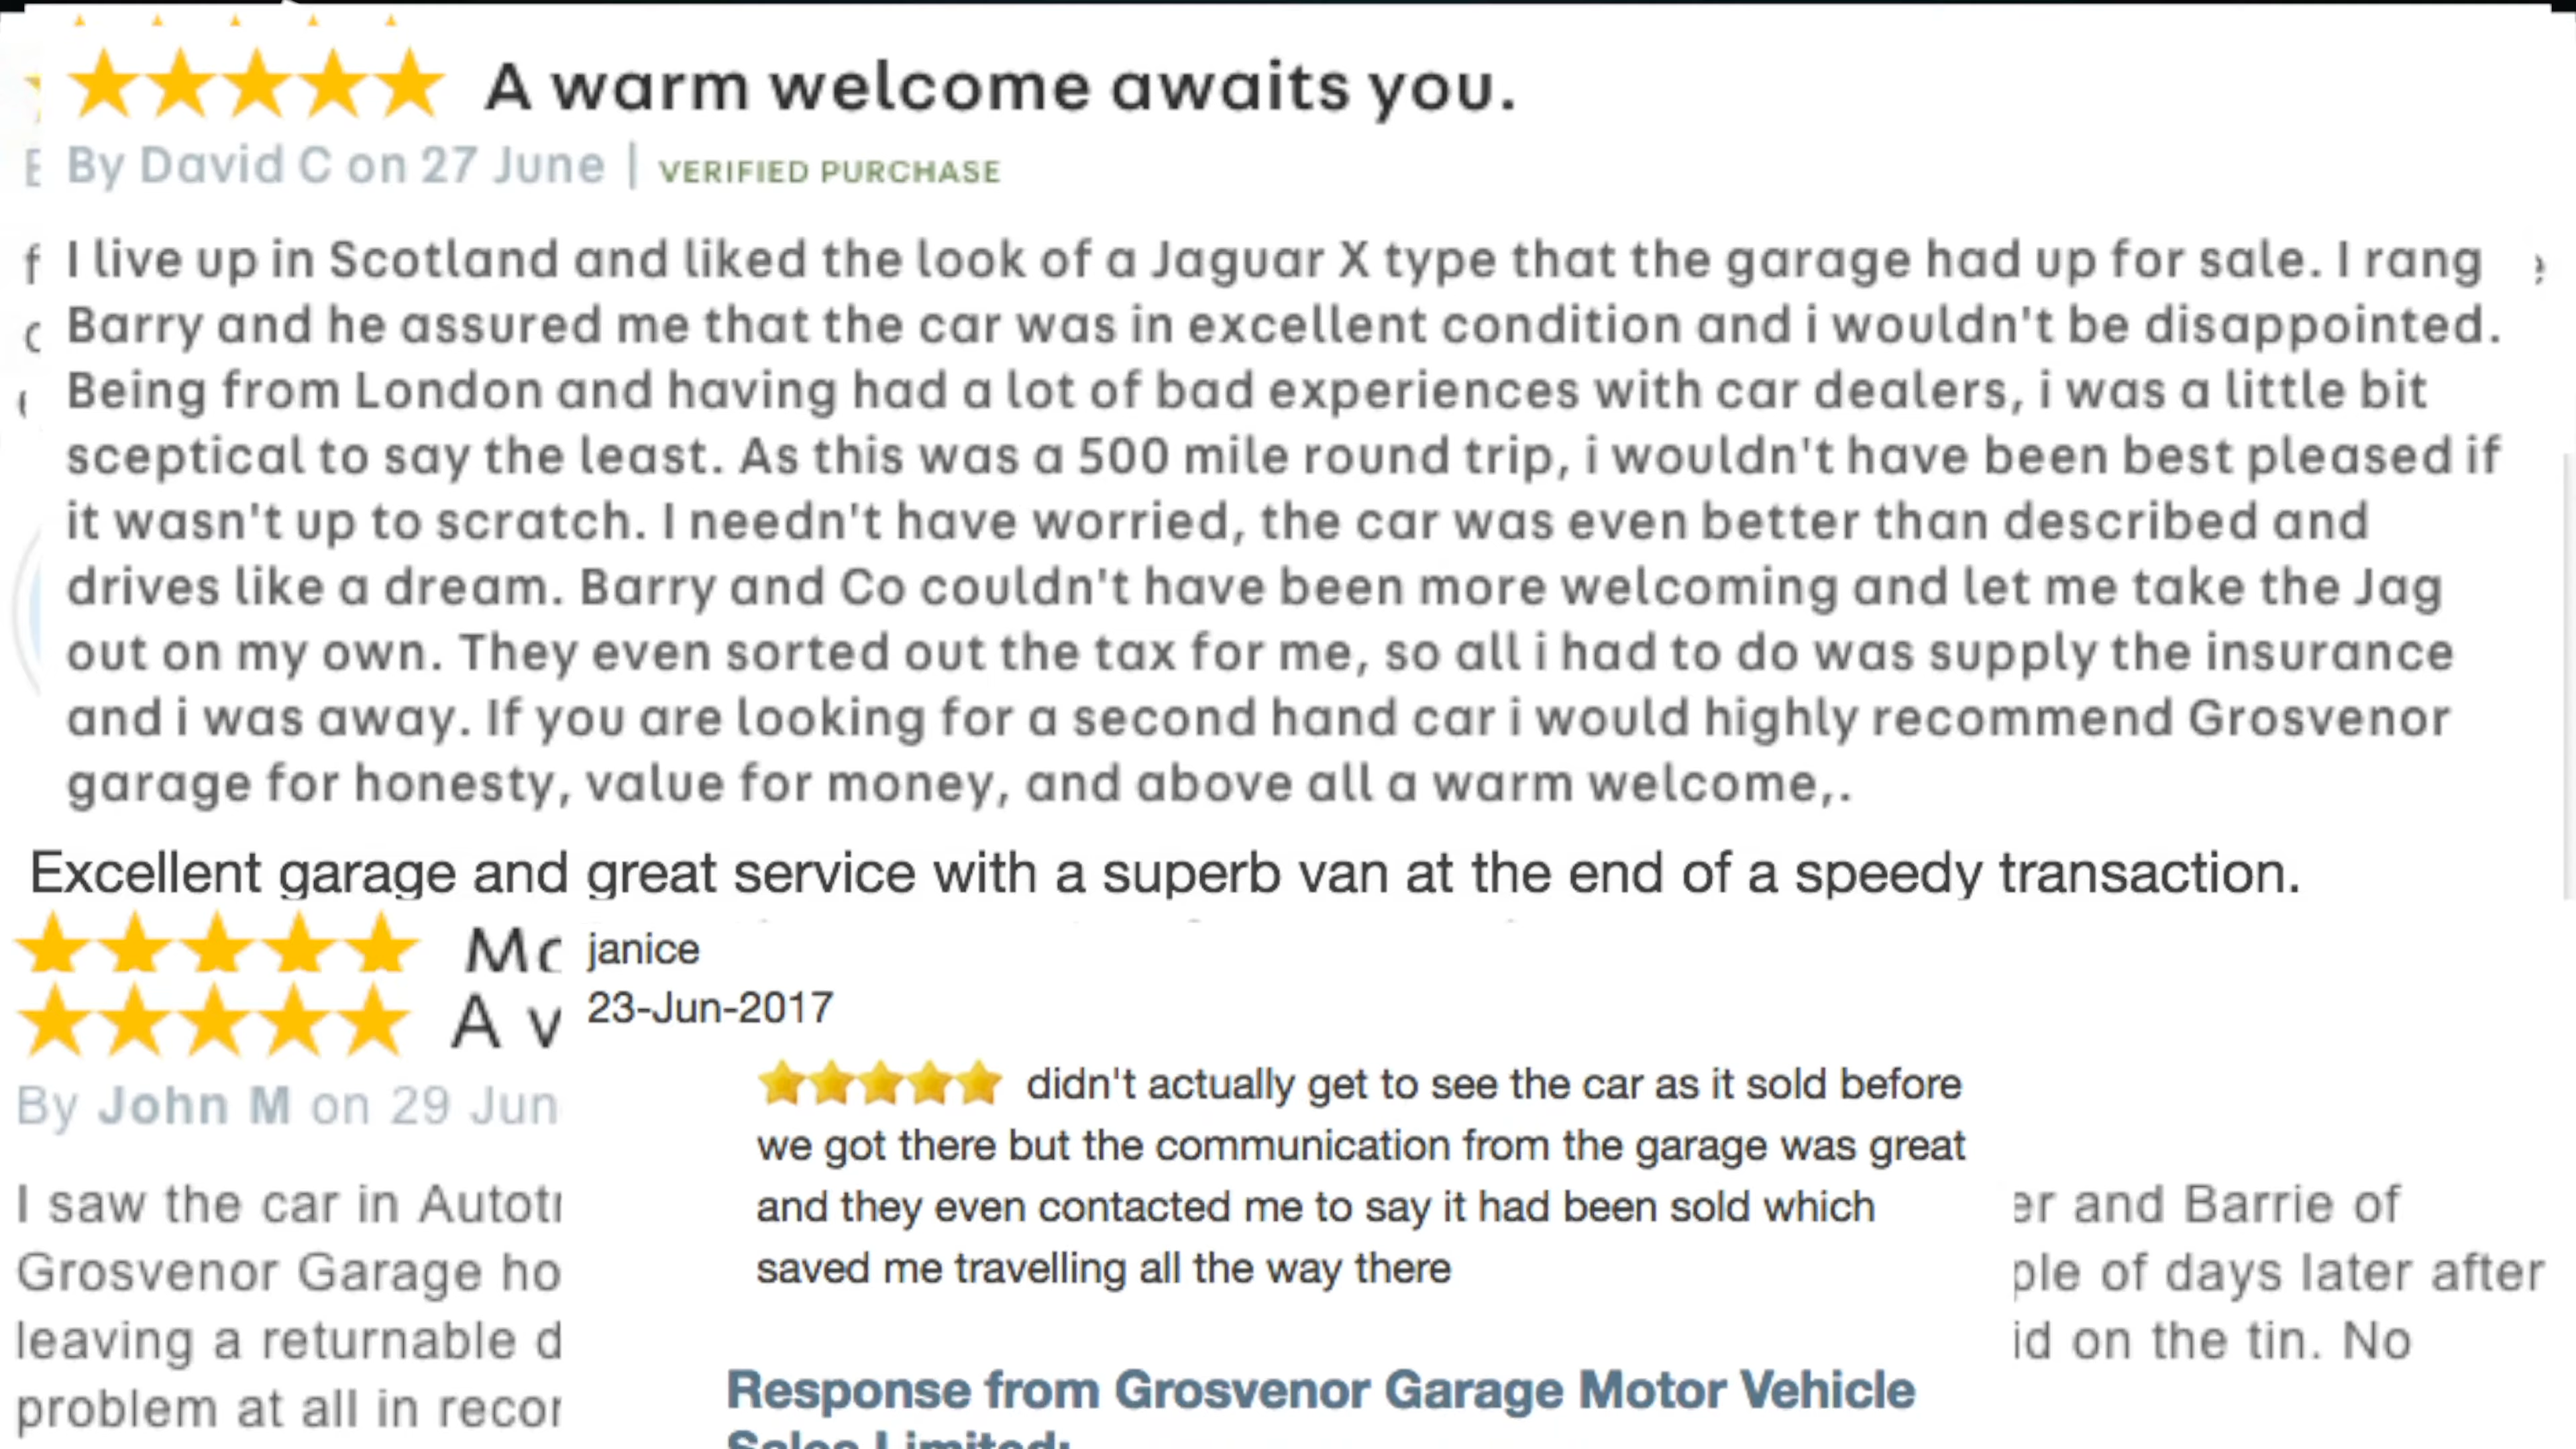 A warm welcome awaits you.
By David C on 27 June | VERIFIED PURCHASE
I live up in Scotland and liked the look of a Jaguar X type that the garage had up for sale. I rang
Barry and he assured me that the car was in excellent condition and i wouldn't be disappointed.
Being from London and having had a lot of bad experiences with car dealers, i was a little bit
sceptical to say the least. As this was a 500 mile round trip, i wouldn't have been best pleased if
it wasn't up to scratch. I needn't have worried, the car was even better than described and
drives like a dream. Barry and Co couldn't have been more welcoming and let me take the Jag
out on my own. They even sorted out the tax for me, so all i had to do was supply the insurance
and i was away. If you are looking for a second hand car i would highly recommend Grosvenor
garage for honesty, value for money, and above all a warm welcome,.
Excellent garage and great service with a superb van at the end of a speedy transaction.
janice
23-Jun-2017
A
By John M on 29 Jun
didn't actually get to see the car as it sold before
we got there but the communication from the garage was great
and they even contacted me to say it had been sold which
saved me travelling all the way there
I saw the car in
and Barrie of
Grosvenor Garage
of days later after
leaving a returnable
on the tin. No
problem at all in
Response from Grosvenor Garage Motor Vehicle
Sales Limited: